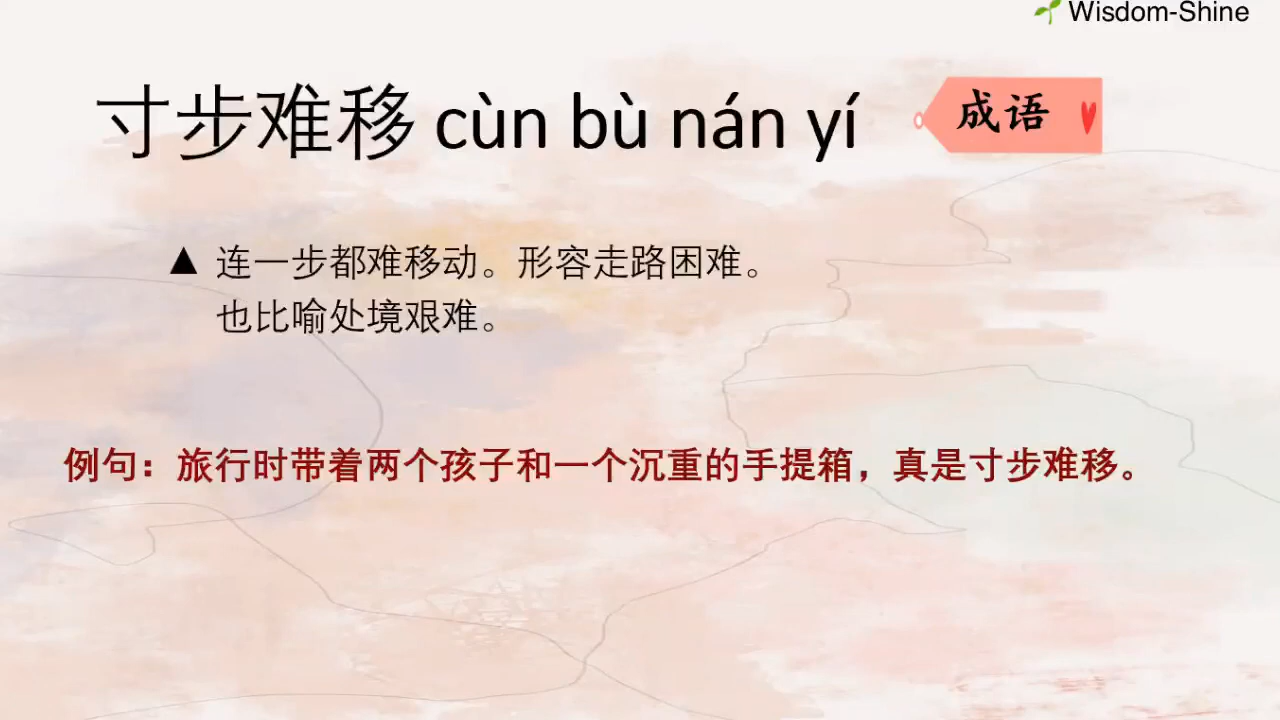 Wisdom-Shine
寸步难移 cùn bù nán yí
成语
▲ 连一步都难移动。形容走路困难。
也比喻处境艰难。
例句：旅行时带着两个孩子和一个沉重的手提箱，真是寸步难移。